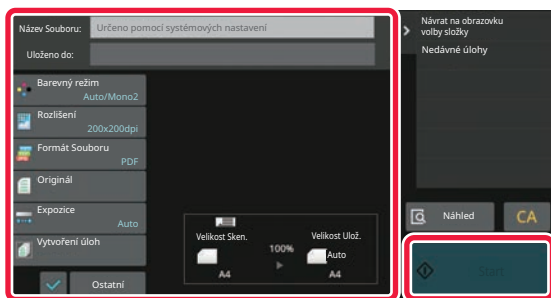 Název Souboru:
Určeno pomocí systémových nastavení
Uloženo do:
Barevný režim
Auto/Mono2
Rozlišení
200x200dpi
Formát Souboru
PDF
Originál
Expozice
Auto
Vytvoření úloh
Ostatní
Velikost Sken.
A4
100%
Velikost Ulož.
Auto
A4
Návrat na obrazovku
volby složky
Nedávné úlohy
Náhled
CA
Start